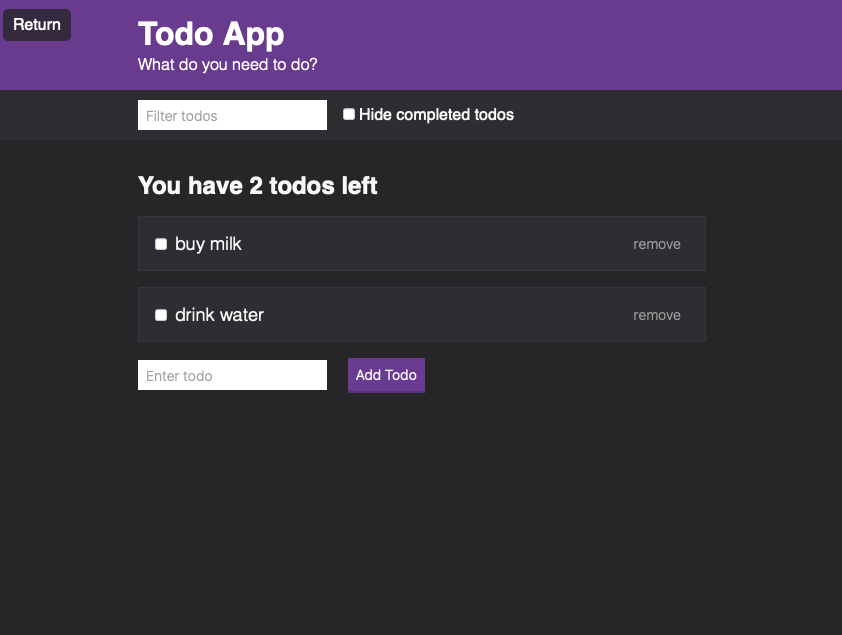 Return
Todo App
What do you need to do?
Filter todos
Hide completed todos
You have 2 todos left
buy milk
remove
drink water
remove
Enter todo
Add Todo